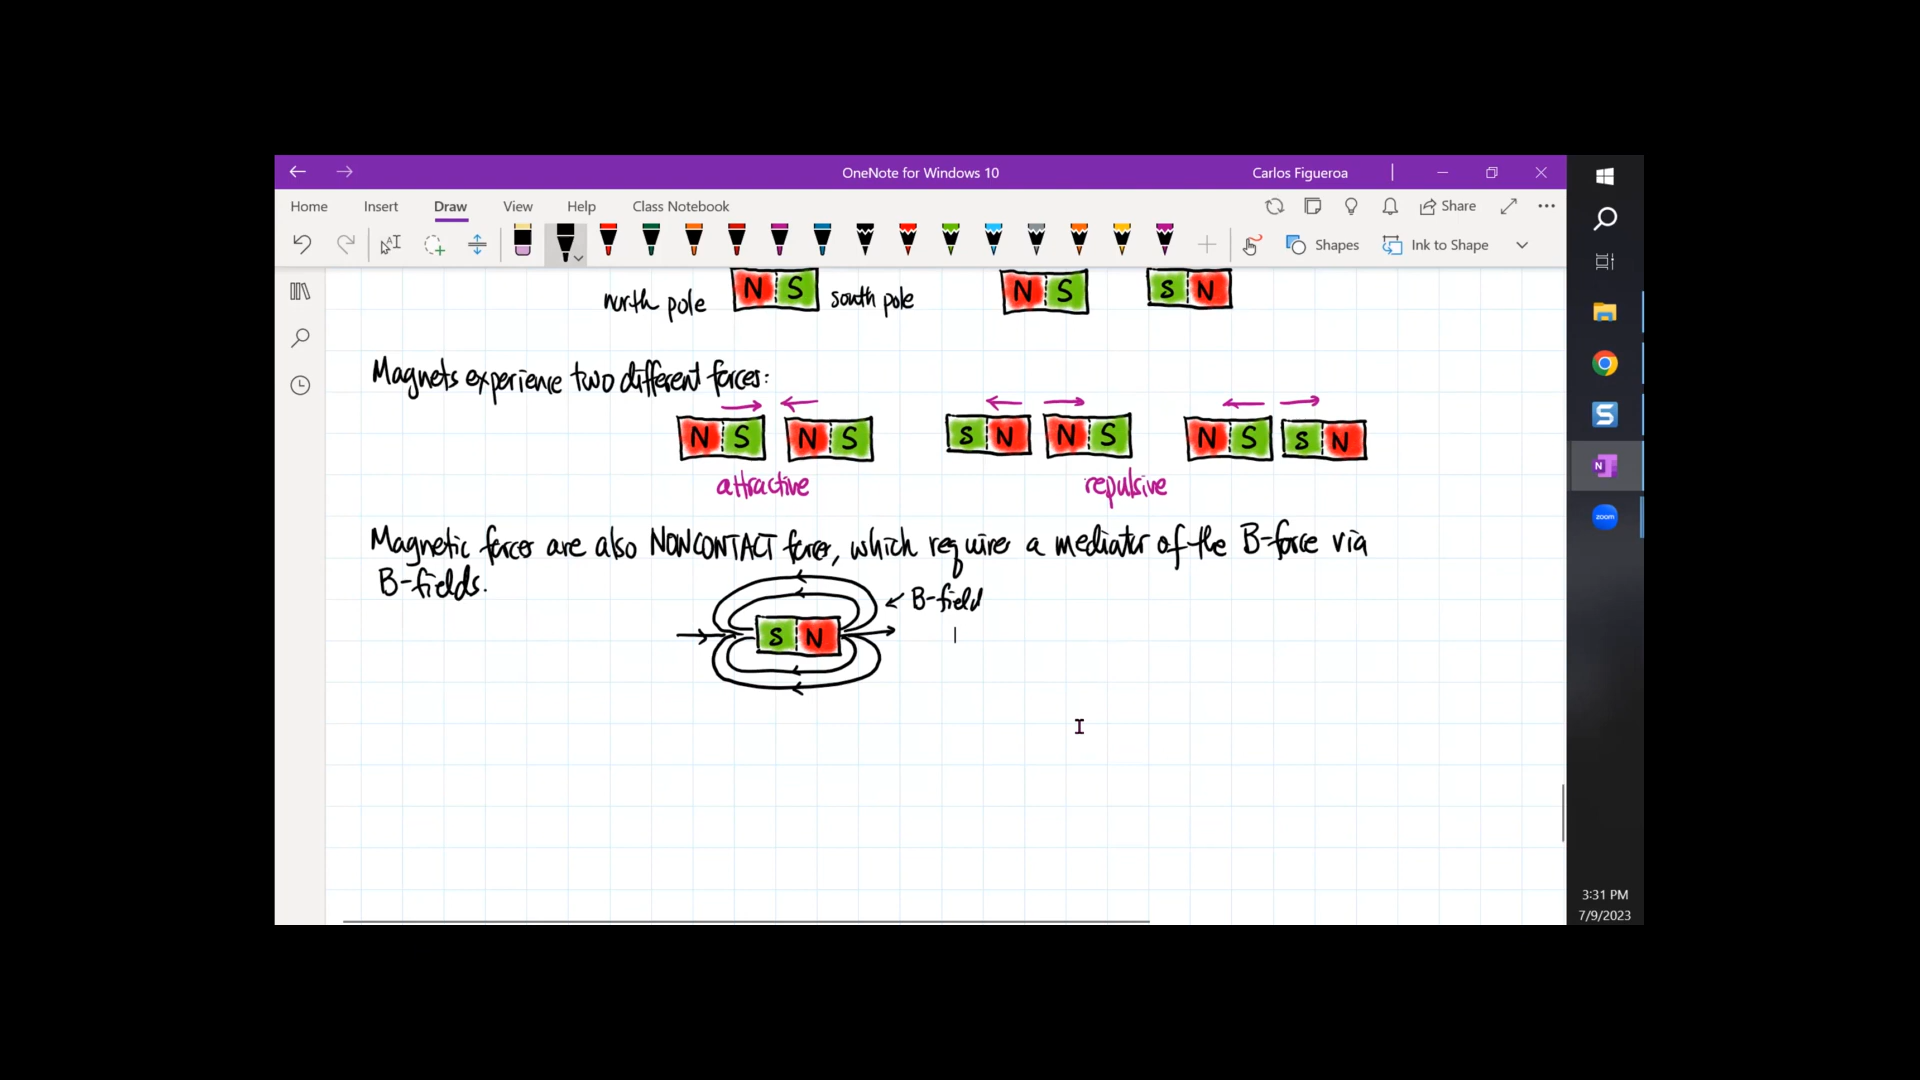 OneNote for Windows 10
Carlos Figueroa
Home Insert Draw View Help Class Notebook
Share
Shapes
Ink to Shape
north pole N S south pole N S S N
Magnets experience two different forces:
N S N S S N N S N S S N
attractive repulsive
Magnetic forces are also NONCONTACT forces, which requires a mediator of the B-force via
B-fields.
B-field
S N
zoom
3:31 PM
7/9/2023